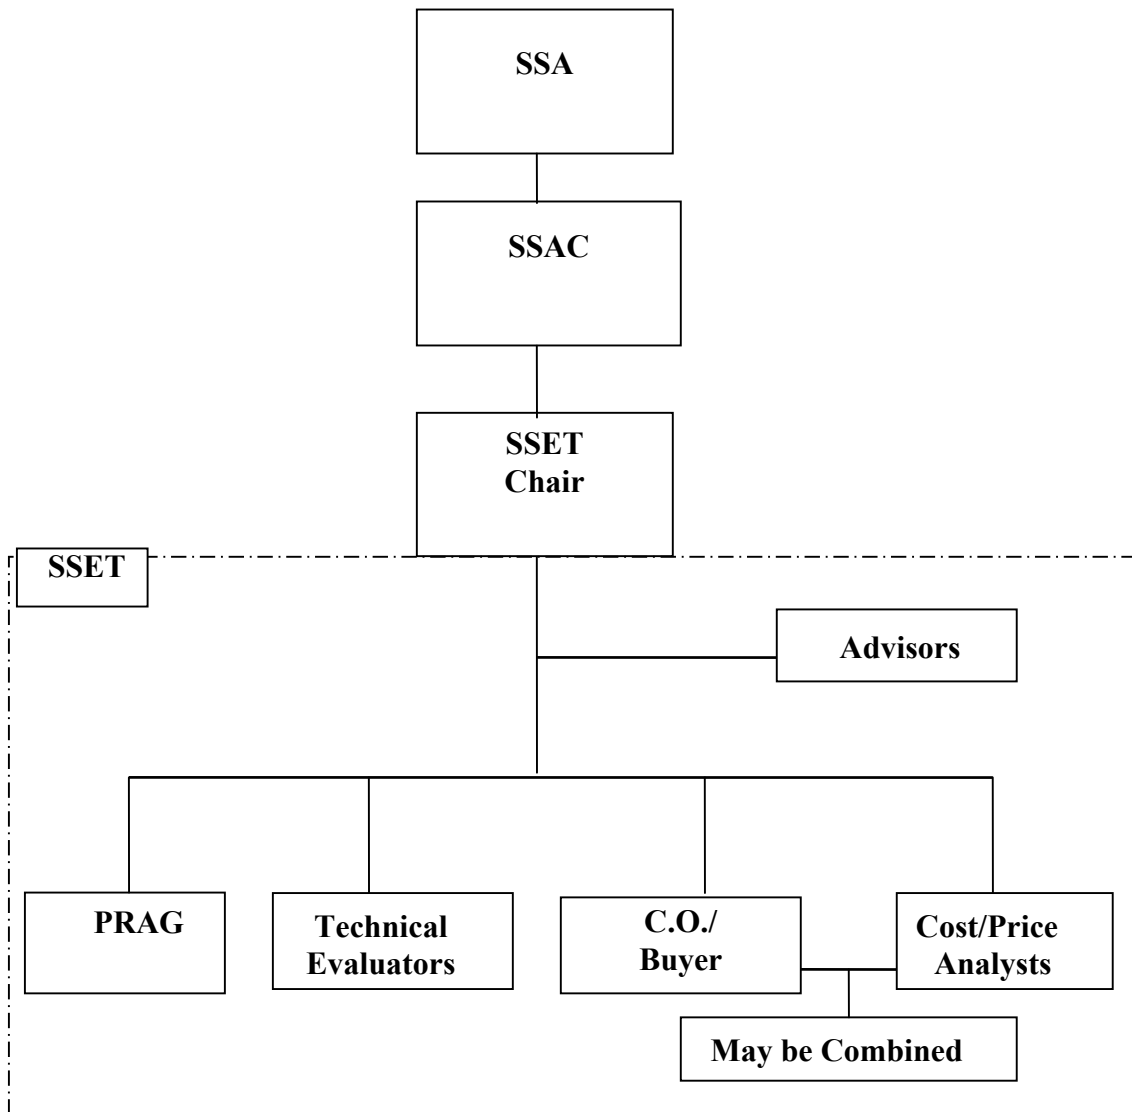 SSA
SSAC
SSET
Chair
SSET
Advisors
PRAG
Technical
Evaluators
C.O./
Buyer
Cost/Price
Analysts
May be Combined